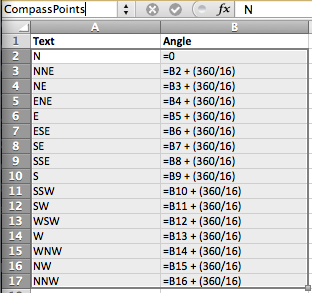 CompassPoints fx N
A B
1 Text Angle
2 N =0
3 NNE =B2 + (360/16)
4 NE =B3 + (360/16)
5 ENE =B4 + (360/16)
6 E =B5 + (360/16)
7 ESE =B6 + (360/16)
8 SE =B7 + (360/16)
9 SSE =B8 + (360/16)
10 S =B9 + (360/16)
11 SSW =B10 + (360/16)
12 SW =B11 + (360/16)
13 WSW =B12 + (360/16)
14 W =B13 + (360/16)
15 WNW =B14 + (360/16)
16 NW =B15 + (360/16)
17 NNW =B16 + (360/16)